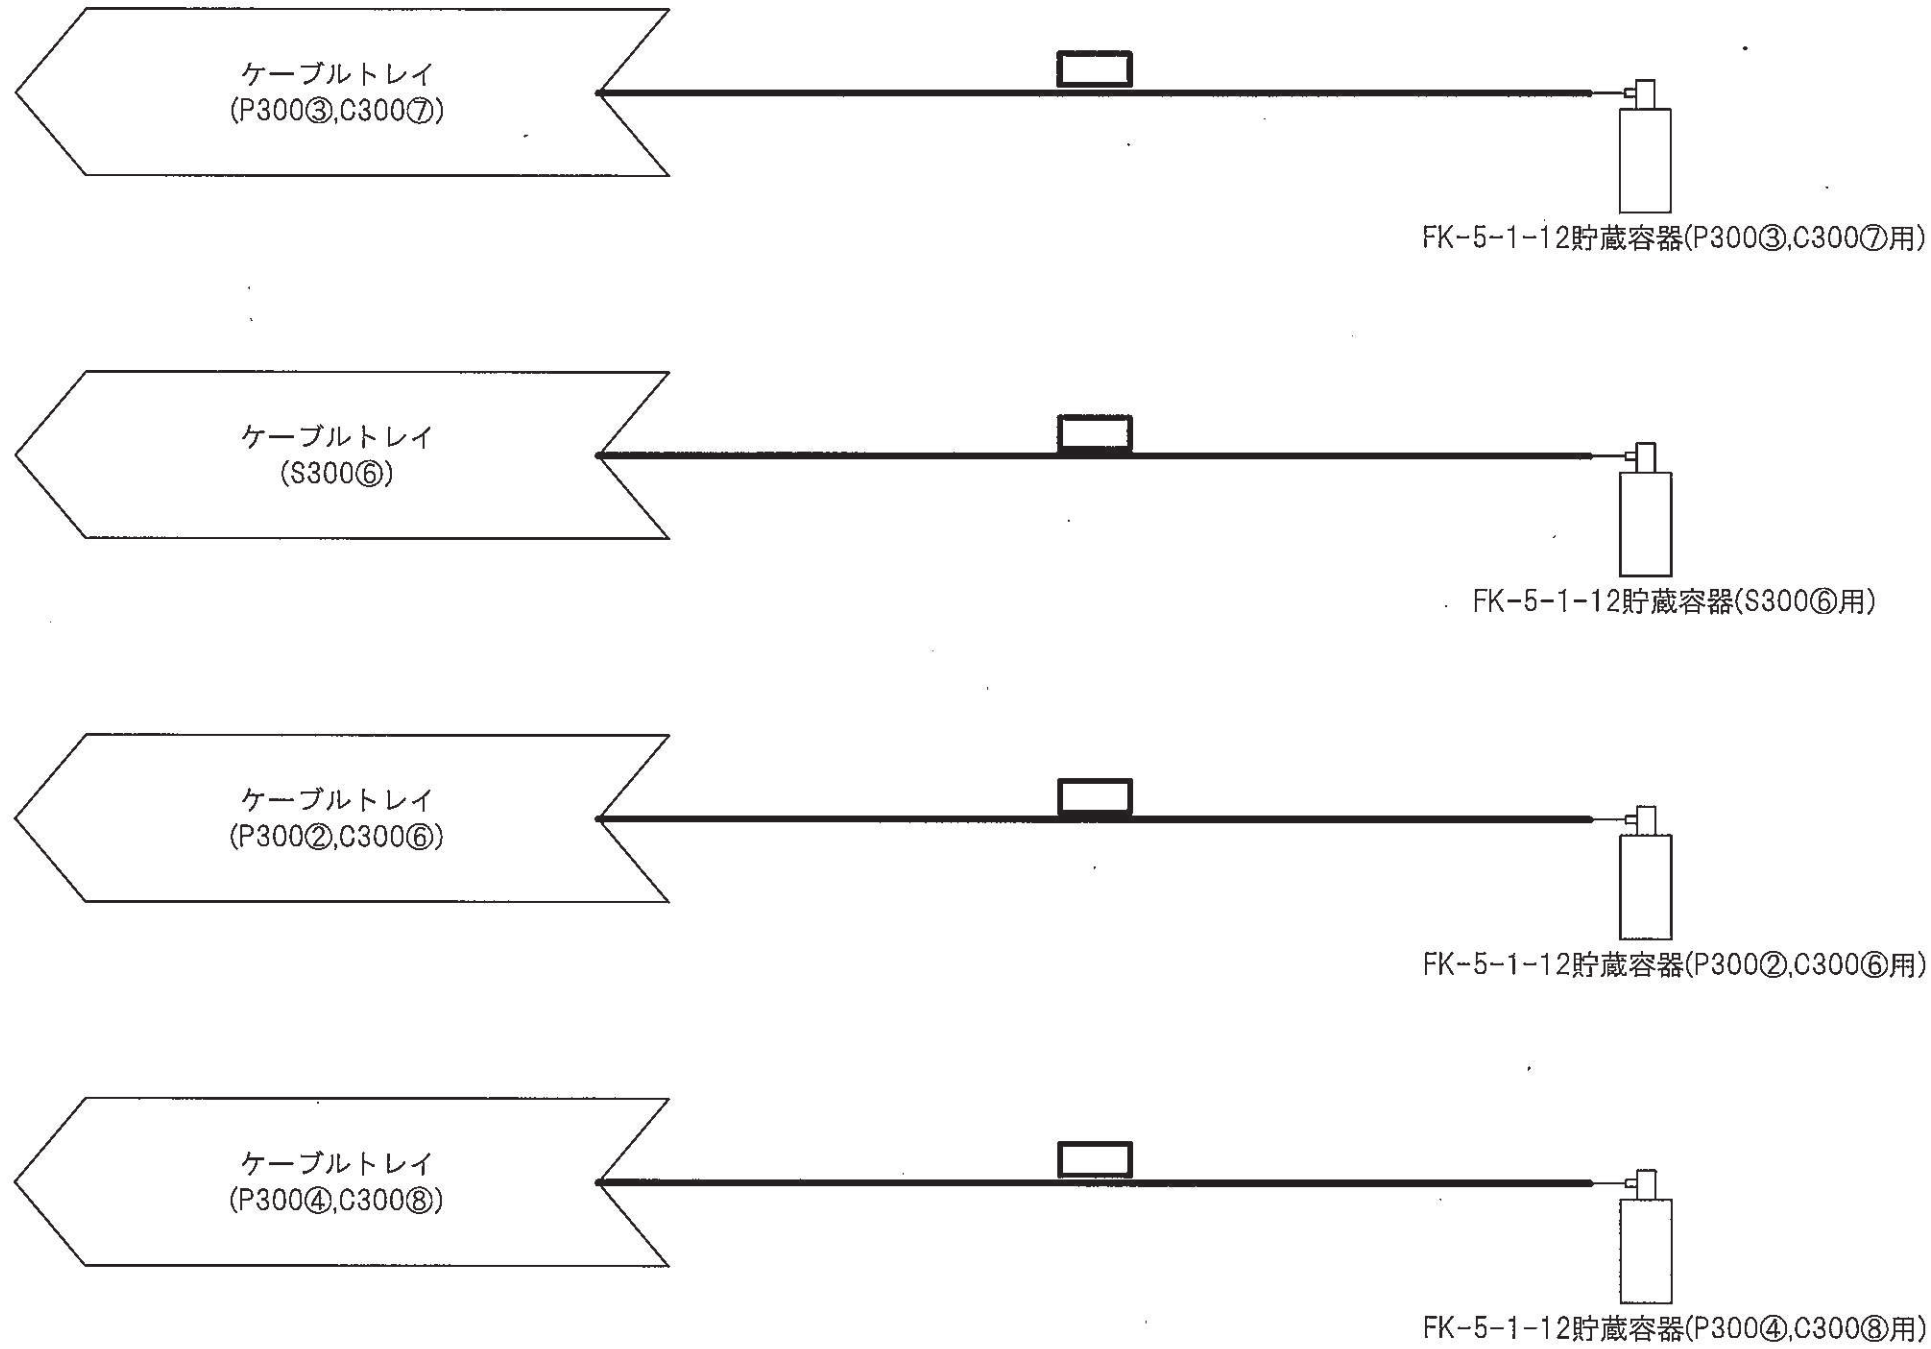 ケーブルトレイ
(P300③,C300⑦)
FK-5-1-12貯蔵容器(P300③,C300⑦用)
ケーブルトレイ
(S300⑥)
FK-5-1-12貯蔵容器(S300⑥用)
ケーブルトレイ
(P300②,C300⑥)
FK-5-1-12貯蔵容器(P300②,C300⑥用)
ケーブルトレイ
(P300④,C300⑧)
FK-5-1-12貯蔵容器(P300④,C300⑧用)